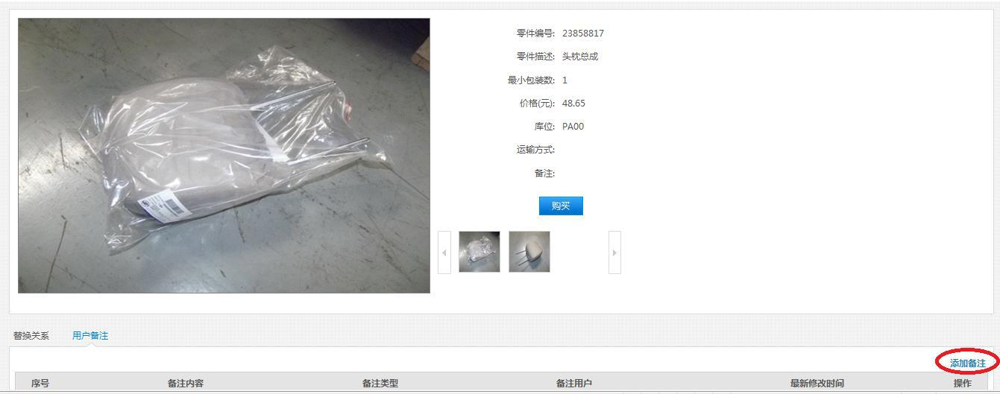 零件编号: 23858817
零件描述: 头枕总成
最小包装数: 1
价格(元): 48.65
库位: PA00
运输方式:
备注:
购买
替换关系 用户备注
添加备注
序号 备注内容 备注类型 备注用户 最新修改时间 操作